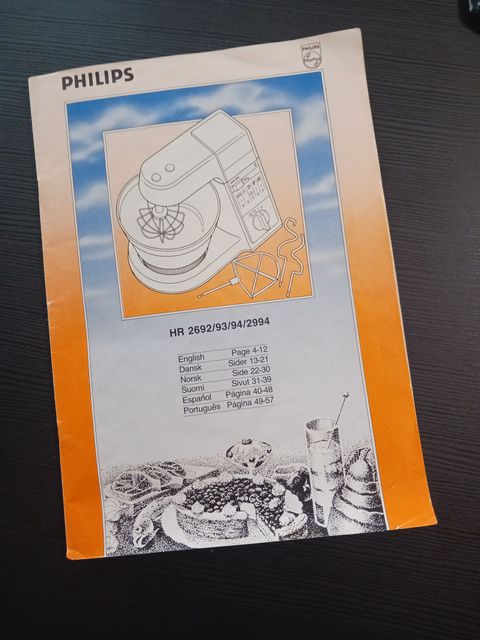 PHILIPS
PHILIPS
HR 2692/93/94/2994
English Page 4-12
Dansk Sider 13-21
Norsk Side 22-30
Suomi Sivut 31-39
Español Página 40-48
Português Página 49-57